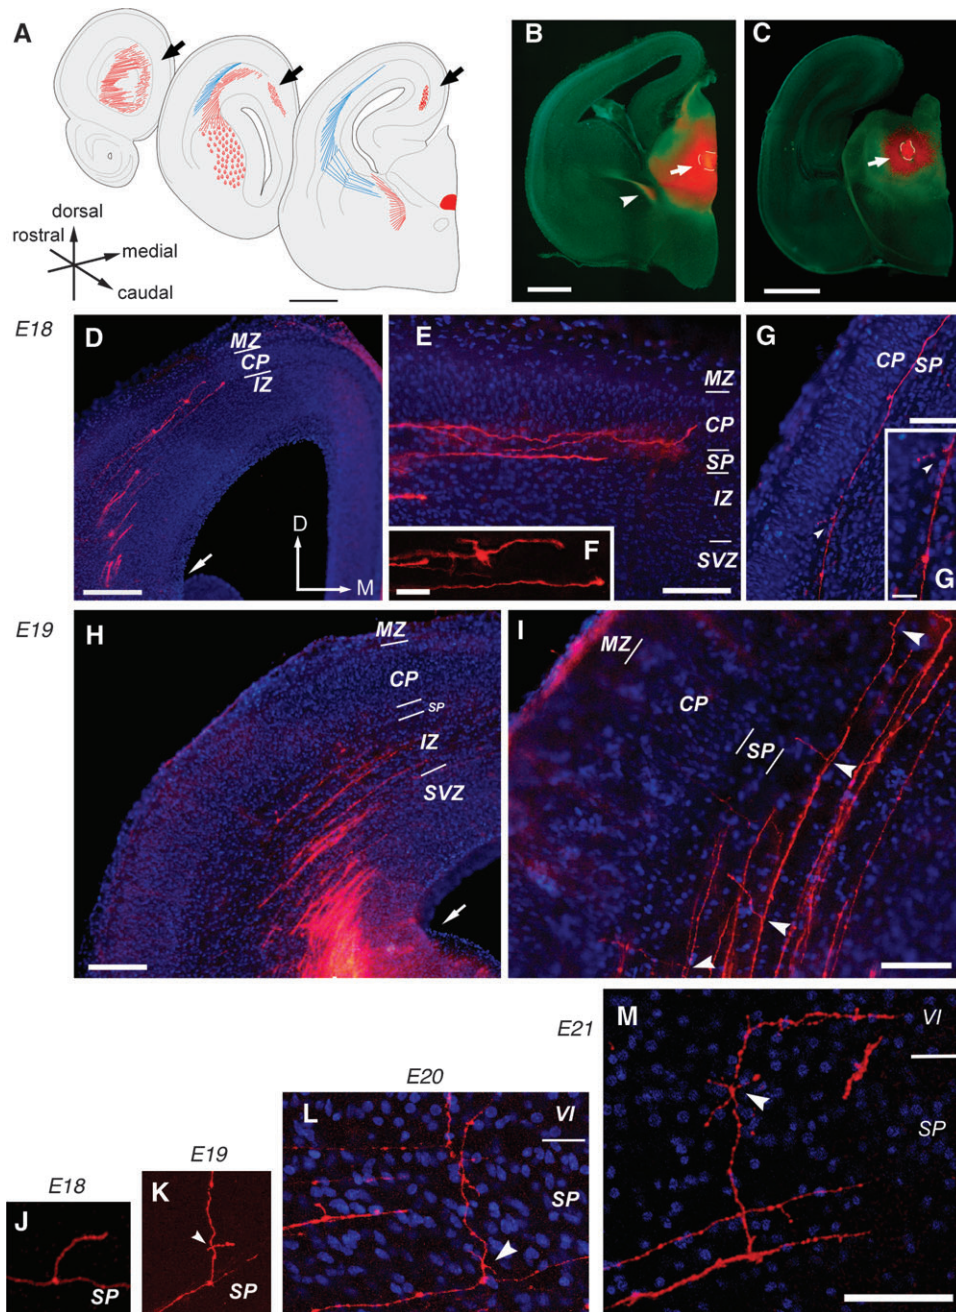 A
dorsal
rostral
medial
caudal
B
C
E18
D
MZ
CP
IZ
D
M
E
MZ
CP
SP
IZ
SVZ
F
G
CP
SP
G
E19
H
MZ
CP
SP
IZ
SVZ
I
MZ
CP
SP
E18
J
SP
E19
K
SP
E20
L
VI
SP
E21
M
VI
SP